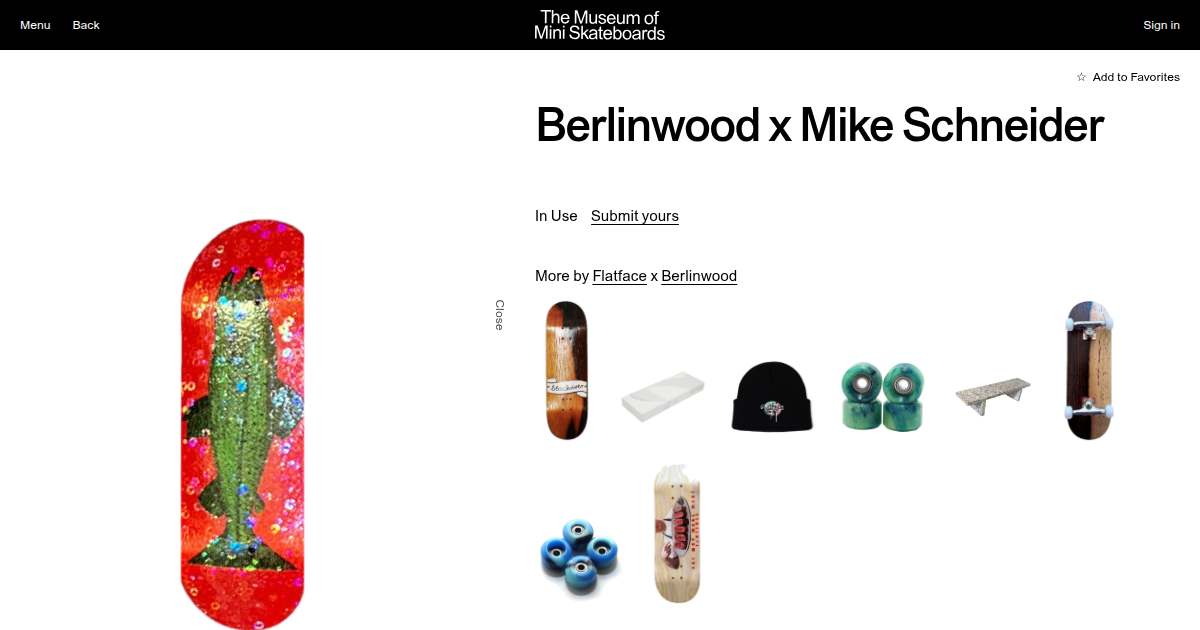 Menu
Back
The Museum of
Mini Skateboards
Sign in
☆ Add to Favorites
Berlinwood x Mike Schneider
In Use
Submit yours
More by Flatface x Berlinwood
Close